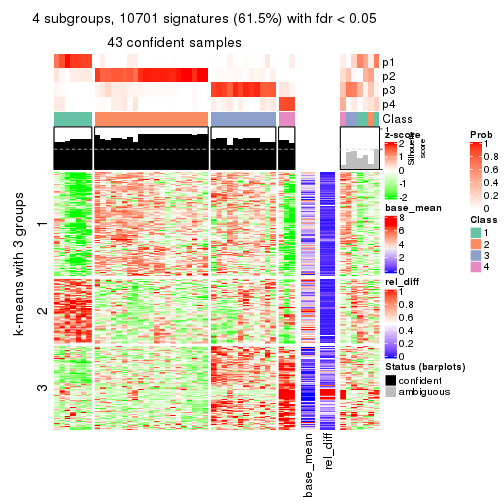 4 subgroups, 10701 signatures (61.5%) with fdr < 0.05
43 confident samples
p1
p2
p3
p4
Class
1
Silhouette
score
k-means with 3 groups
1
2
3
base_mean
rel_diff
z-score
2
1
0
-1
-2
base_mean
8
6
4
2
0
rel_diff
1
0.8
0.6
0.4
0.2
0
Status (barplots)
confident
ambiguous
Prob
1
0.8
0.6
0.4
0.2
0
Class
1
2
3
4